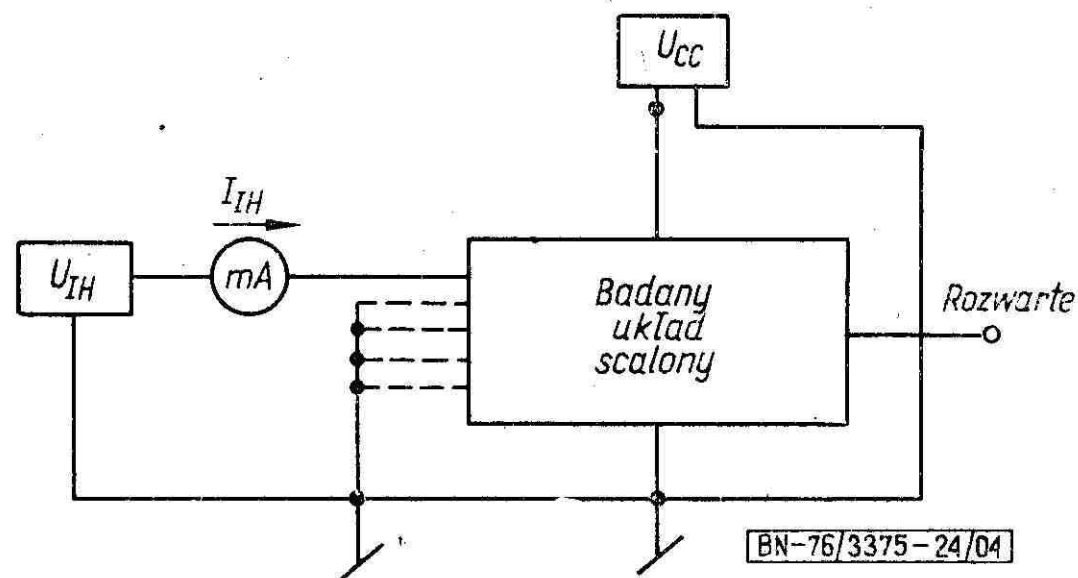 U_CC
I_IH
U_IH
mA
Badany
układ
scalony
Rozwarte
BN-76/3375-24/04